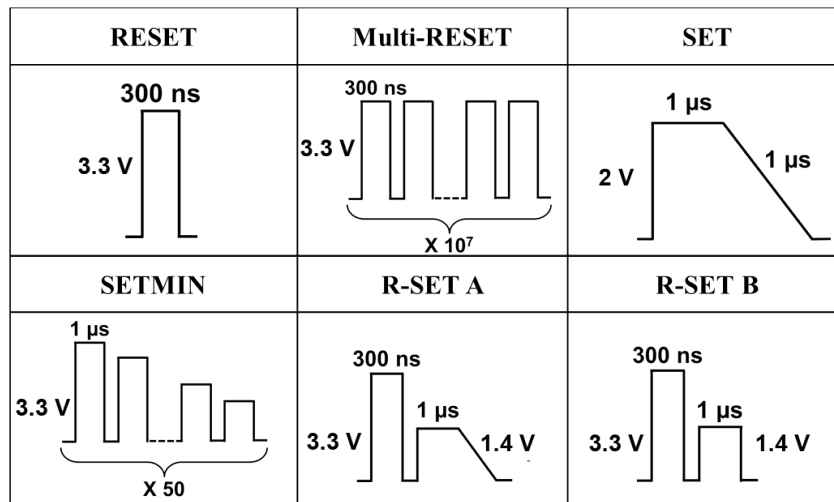 RESET
Multi-RESET
SET
300 ns
3.3 V
300 ns
3.3 V
X 10⁷
1 µs
2 V
1 µs
SETMIN
R-SET A
R-SET B
1 µs
3.3 V
X 50
300 ns
3.3 V
1 µs
1.4 V
300 ns
3.3 V
1 µs
1.4 V